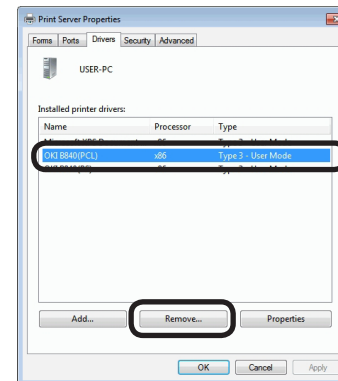 Print Server Properties
Forms Ports Drivers Security Advanced
USER-PC
Installed printer drivers:
Name Processor Type
OKI B840(PCL) x86 Type 3 - User Mode
Add... Remove... Properties
OK Cancel Apply